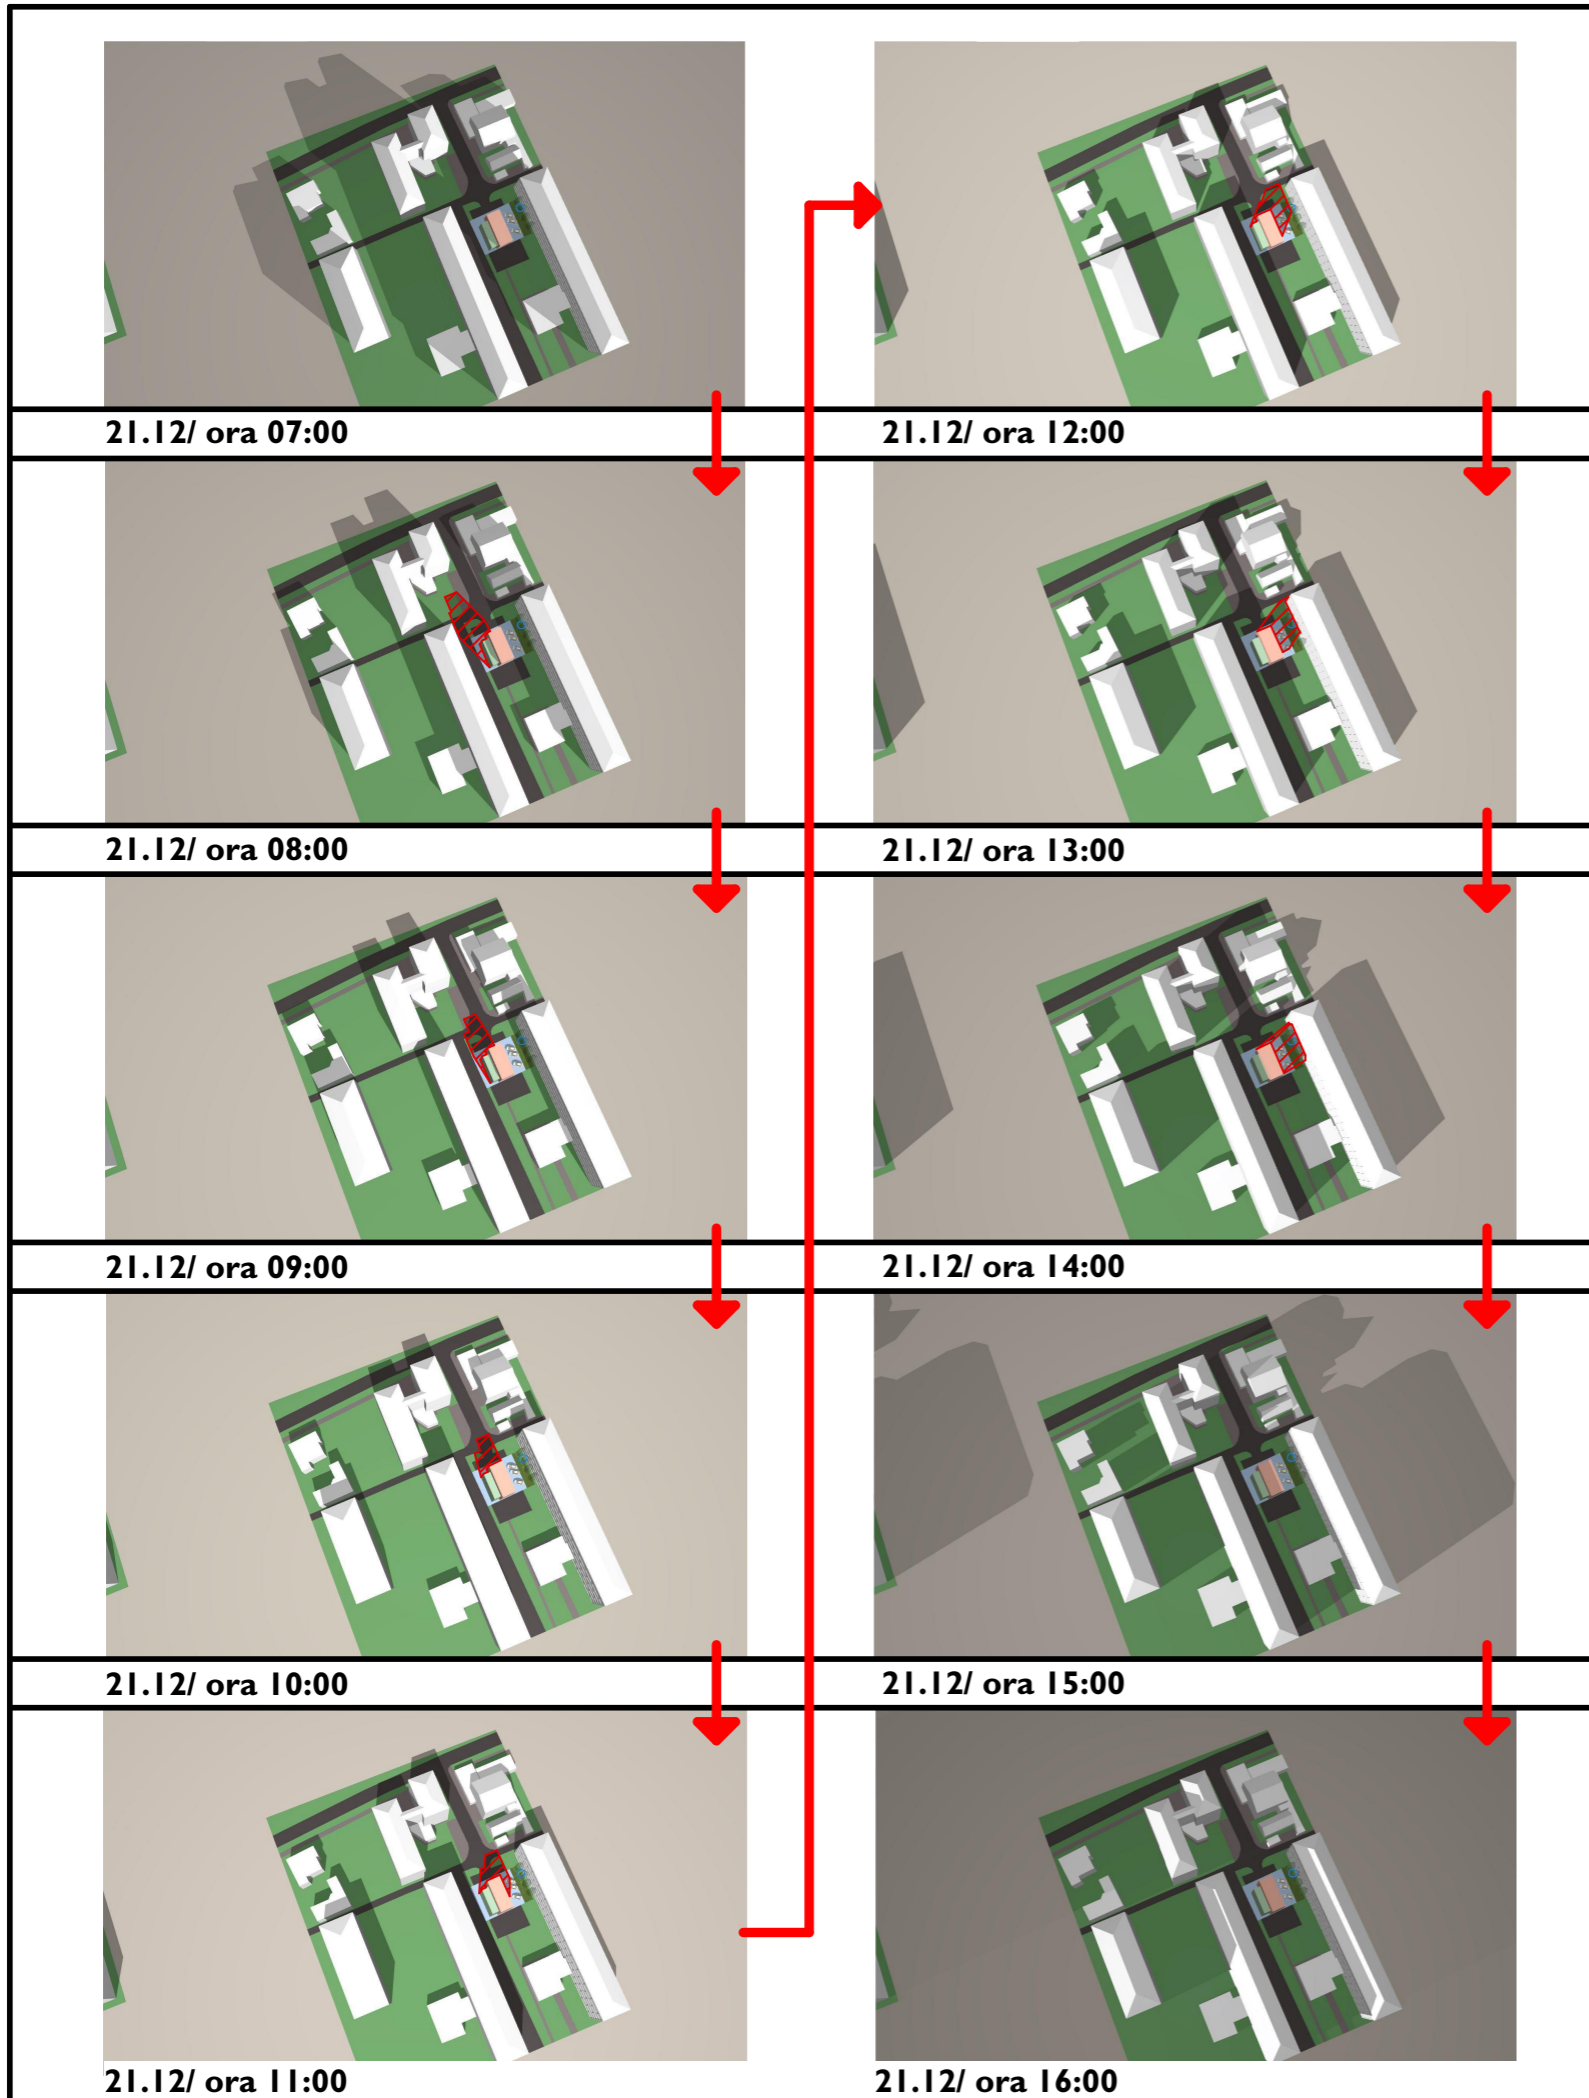 21.12/ ora 07:00
21.12/ ora 08:00
21.12/ ora 09:00
21.12/ ora 10:00
21.12/ ora 11:00
21.12/ ora 12:00
21.12/ ora 13:00
21.12/ ora 14:00
21.12/ ora 15:00
21.12/ ora 16:00